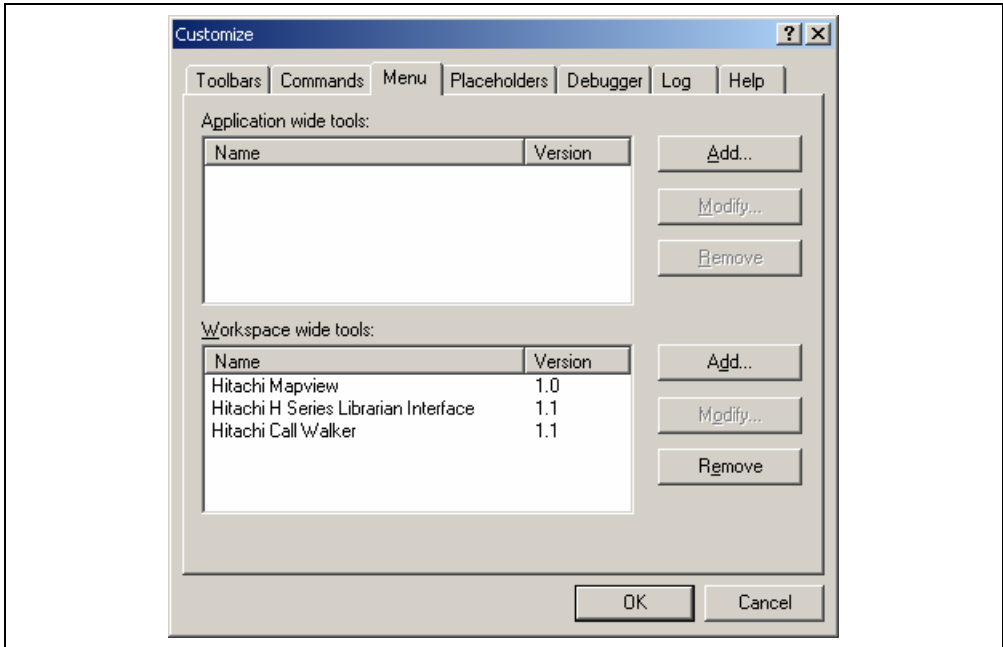 Customize
Toolbars Commands Menu Placeholders Debugger Log Help
Application wide tools:
Name Version
Add...
Modify...
Remove
Workspace wide tools:
Name Version
Hitachi Mapview 1.0
Hitachi H Series Librarian Interface 1.1
Hitachi Call Walker 1.1
Add...
Modify...
Remove
OK Cancel